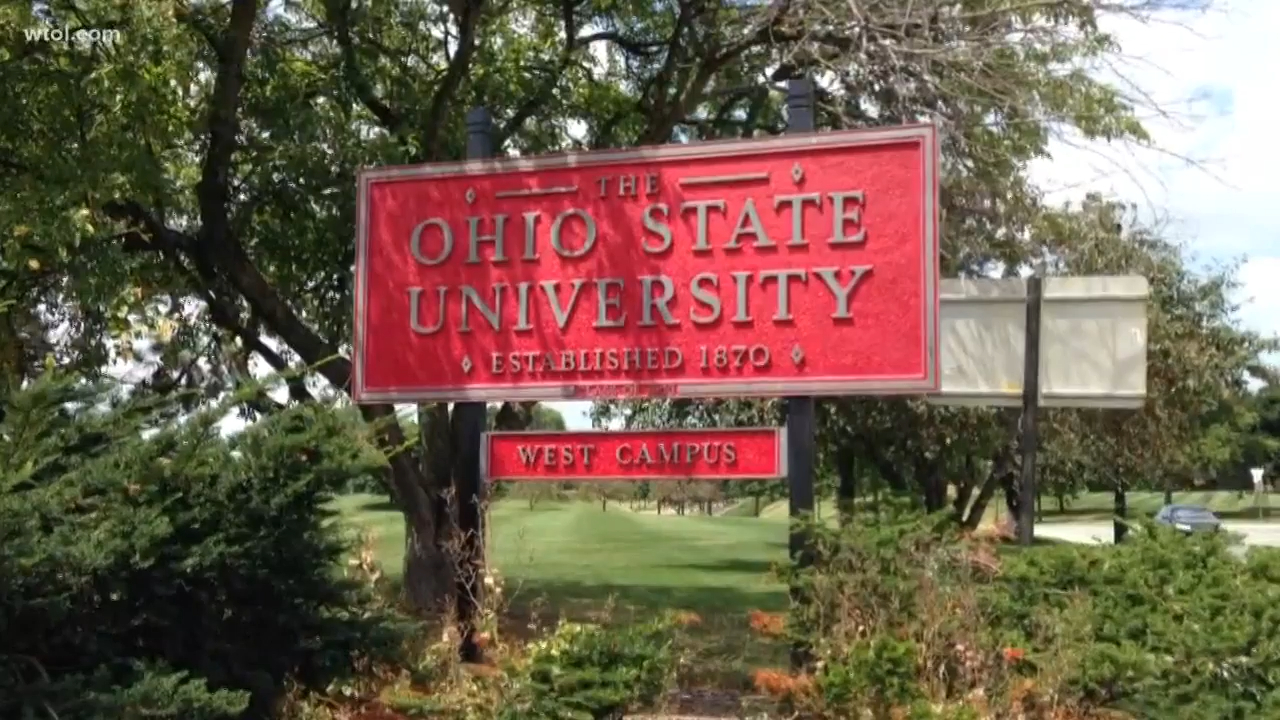 wtol.com
THE
OHIO STATE
UNIVERSITY
ESTABLISHED 1870
WEST CAMPUS